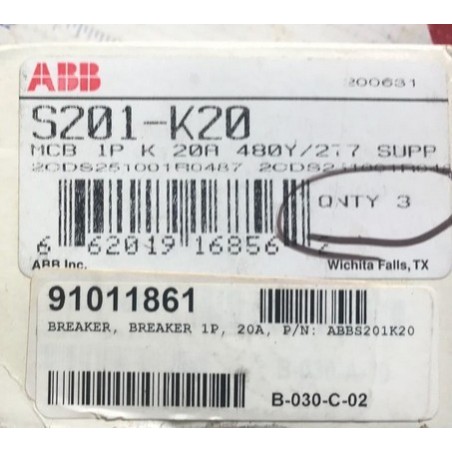 ABB
200631
S201-K20
MCB 1P K 20A 480Y/277 SUPP
2CDS251001R0487
QNTY 3
6 62019 16856
ABB Inc.
Wichita Falls, TX
91011861
BREAKER, BREAKER 1P, 20A, P/N: ABBS201K20
B-030-C-02